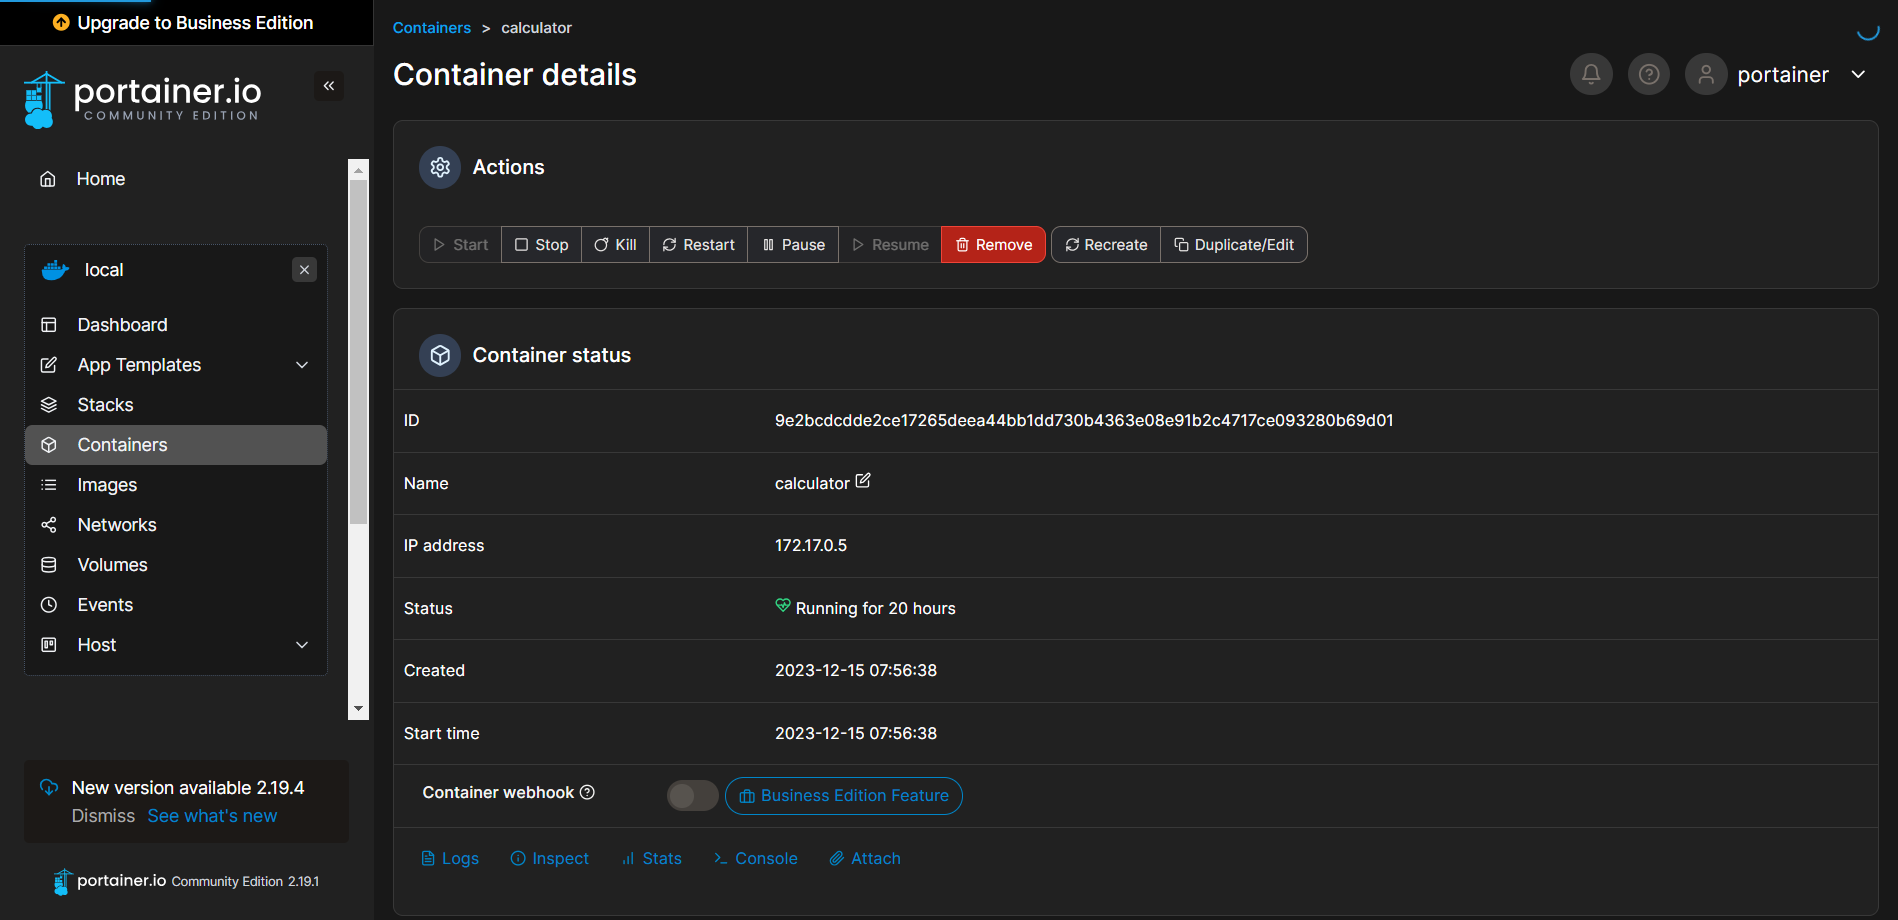 Upgrade to Business Edition
portainer.io
COMMUNITY EDITION
Home
local
Dashboard
App Templates
Stacks
Containers
Images
Networks
Volumes
Events
Host
New version available 2.19.4
Dismiss See what's new
portainer.io Community Edition 2.19.1
Containers > calculator
Container details
portainer
Actions
Start Stop Kill Restart Pause Resume Remove Recreate Duplicate/Edit
Container status
ID 9e2bcdcdde2ce17265deea44bb1dd730b4363e08e91b2c4717ce093280b69d01
Name calculator
IP address 172.17.0.5
Status Running for 20 hours
Created 2023-12-15 07:56:38
Start time 2023-12-15 07:56:38
Container webhook Business Edition Feature
Logs Inspect Stats Console Attach